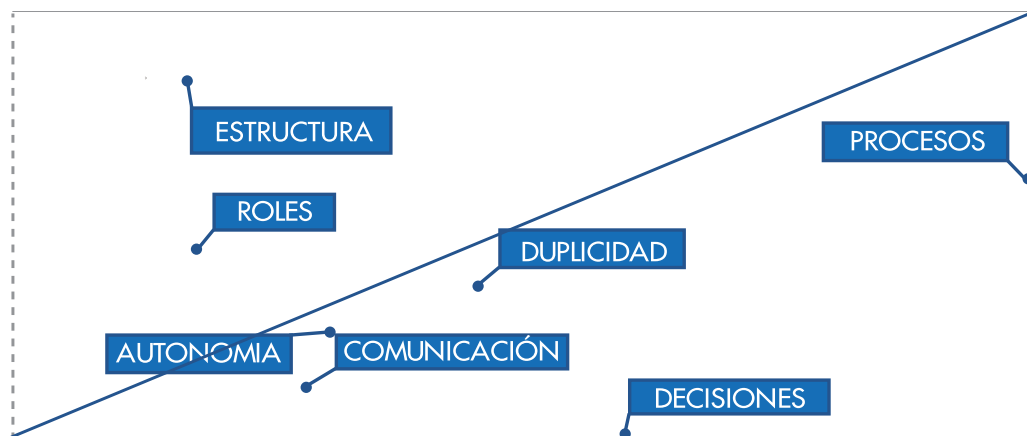 ESTRUCTURA
PROCESOS
ROLES
DUPLICIDAD
AUTONOMIA
COMUNICACIÓN
DECISIONES